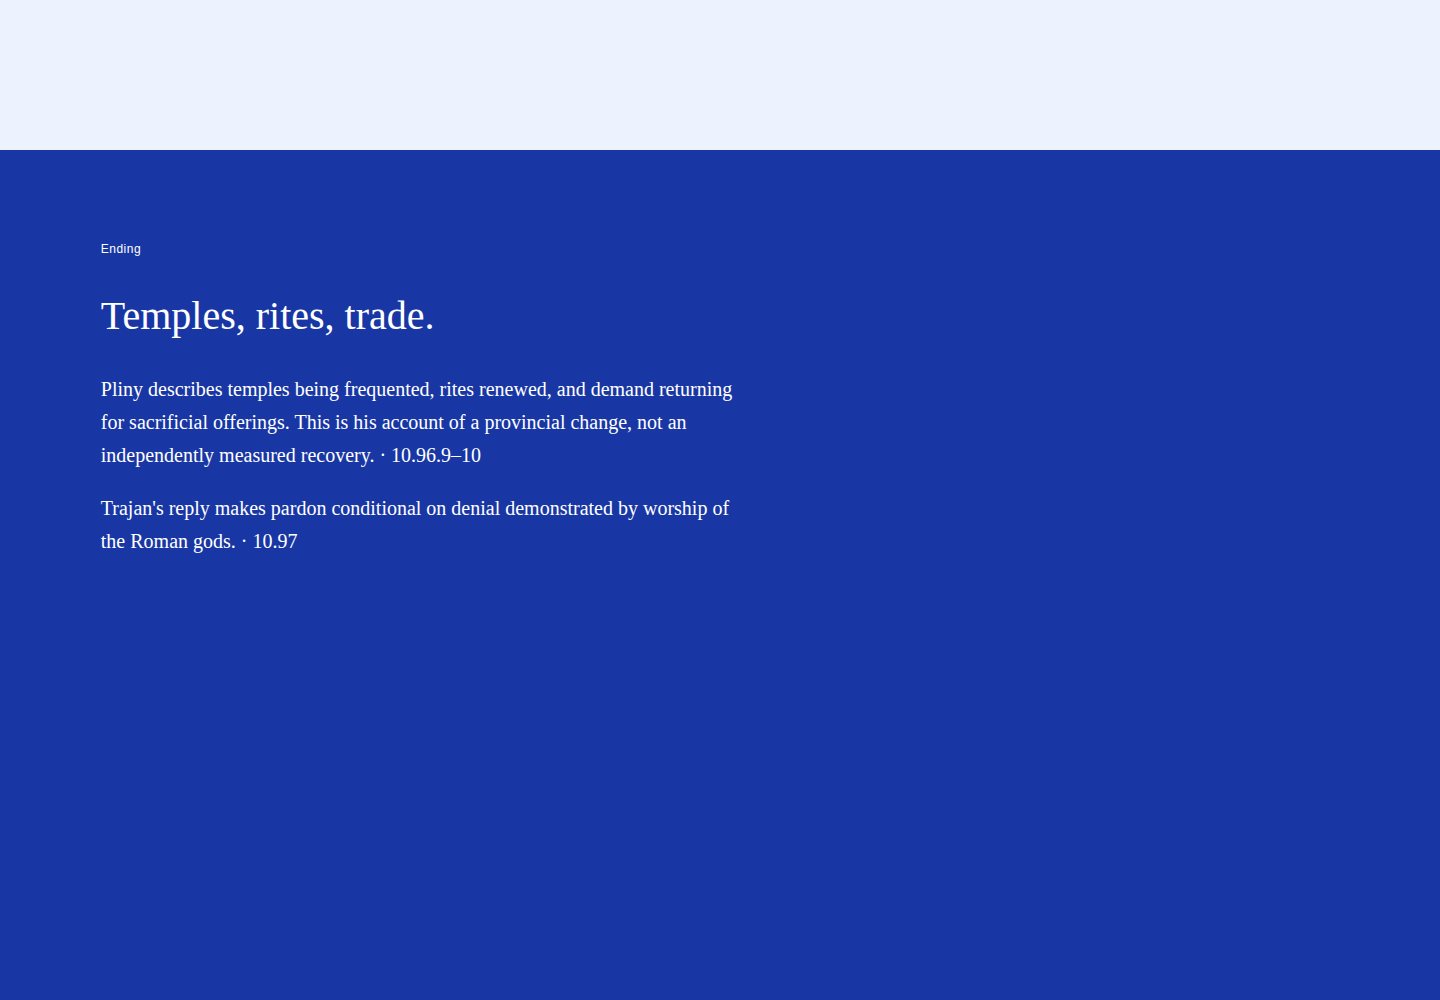 Ending
Temples, rites, trade.
Pliny describes temples being frequented, rites renewed, and demand returning
for sacrificial offerings. This is his account of a provincial change, not an
independently measured recovery. · 10.96.9–10
Trajan's reply makes pardon conditional on denial demonstrated by worship of
the Roman gods. · 10.97